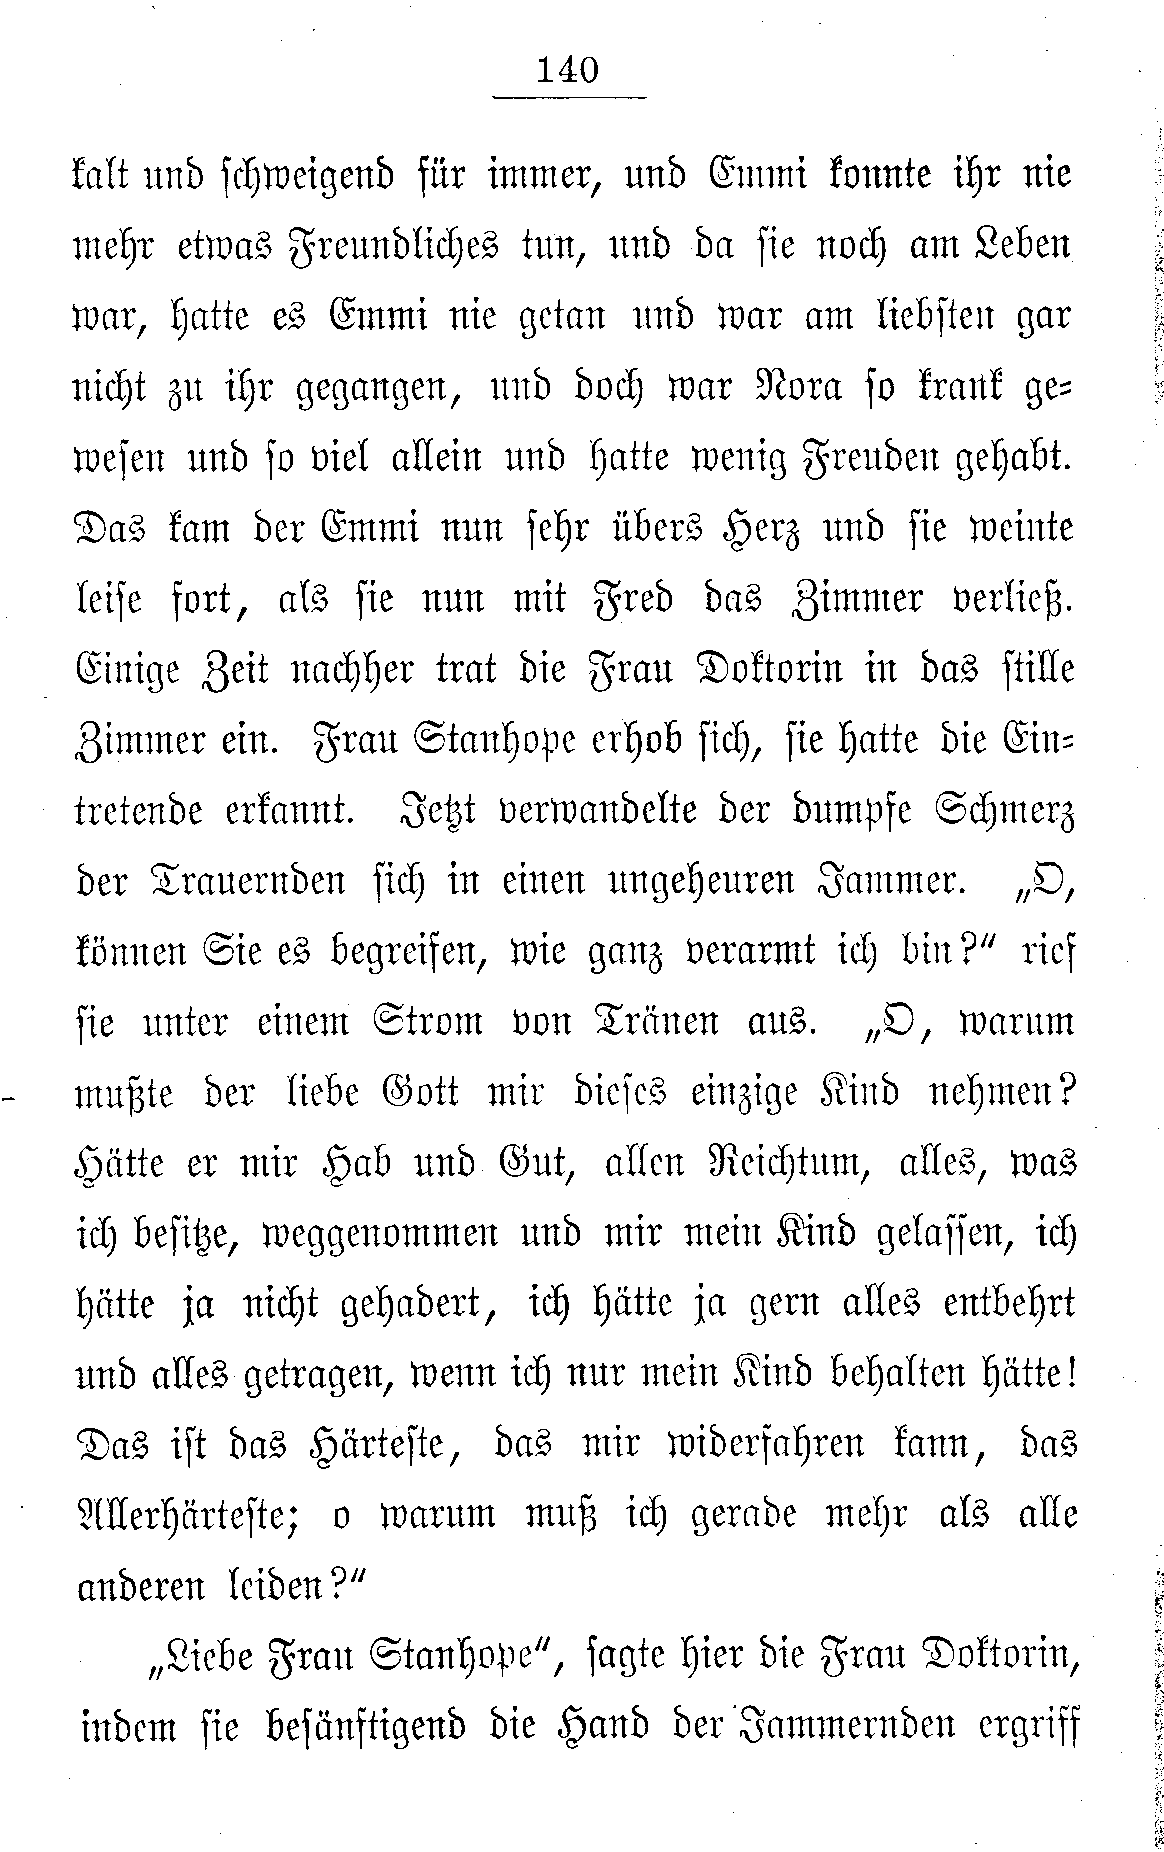 140
kalt und schweigend für immer, und Emmi konnte ihr nie
mehr etwas Freundliches tun, und da sie noch am Leben
war, hatte es Emmi nie getan und war am liebsten gar
nicht zu ihr gegangen, und doch war Nora so krank ge-
wesen und so viel allein und hatte wenig Freuden gehabt.
Das kam der Emmi nun sehr übers Herz und sie weinte
leise fort, als sie nun mit Fred das Zimmer verließ.
Einige Zeit nachher trat die Frau Doktorin in das stille
Zimmer ein. Frau Stanhope erhob sich, sie hatte die Ein-
tretende erkannt. Jetzt verwandelte der dumpfe Schmerz
der Trauernden sich in einen ungeheuren Jammer. „O,
können Sie es begreifen, wie ganz verarmt ich bin?" rief
sie unter einem Strom von Tränen aus. „O, warum
mußte der liebe Gott mir dieses einzige Kind nehmen?
Hätte er mir Hab und Gut, allen Reichtum, alles, was
ich besitze, weggenommen und mir mein Kind gelassen, ich
hätte ja nicht gehadert, ich hätte ja gern alles entbehrt
und alles getragen, wenn ich nur mein Kind behalten hätte!
Das ist das Härteste, das mir widerfahren kann, das
Allerhärteste; o warum muß ich gerade mehr als alle
anderen leiden?"
„Liebe Frau Stanhope", sagte hier die Frau Doktorin,
indem sie besänftigend die Hand der Jammernden ergriff